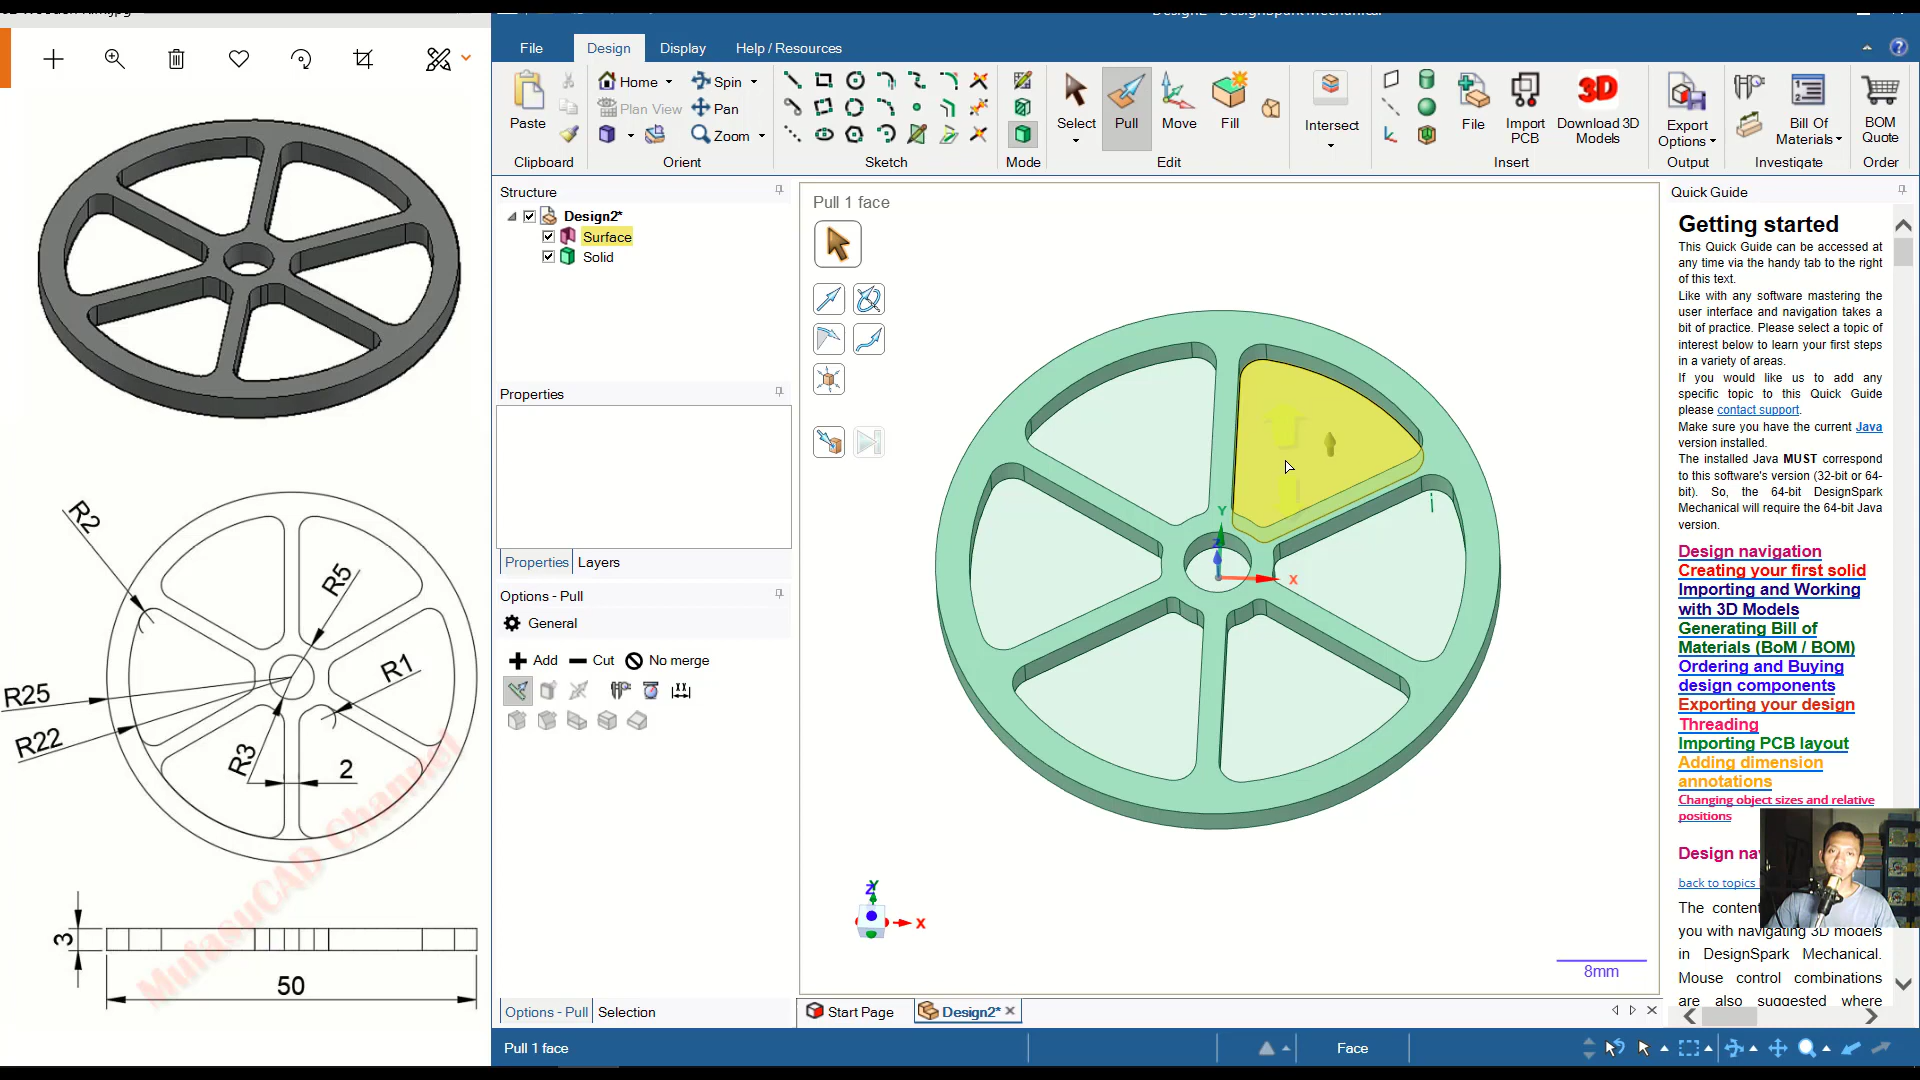 File
Design
Display
Help / Resources
Paste
Clipboard
Home
Plan View
Spin
Pan
Zoom
Orient
Sketch
Mode
Select
Pull
Move
Fill
Edit
Intersect
File
Import PCB
Download 3D Models
3D
Insert
Export Options
Output
Bill Of Materials
Investigate
BOM Quote
Order
Structure
Design2*
Surface
Solid
Properties
Properties
Layers
Options - Pull
General
Add
Cut
No merge
Options - Pull
Selection
Pull 1 face
Y
Z
X
Z
Y
X
8mm
Start Page
Design2*
Pull 1 face
Face
R2
R5
R1
R25
R22
R3
2
3
50
MufasuCAD Channel
Quick Guide
Getting started
This Quick Guide can be accessed at
any time via the handy tab to the right
of this text.
Like with any software mastering the
user interface and navigation takes a
bit of practice. Please select a topic of
interest below to learn your first steps
in a variety of areas.
If you would like us to add any
specific topic to this Quick Guide
please contact support.
Make sure you have the current Java
version installed.
The installed Java MUST correspond
to this software's version (32-bit or 64-
bit). So, the 64-bit DesignSpark
Mechanical will require the 64-bit Java
version.
Design navigation
Creating your first solid
Importing and Working
with 3D Models
Generating Bill of
Materials (BoM / BOM)
Ordering and Buying
design components
Exporting your design
Threading
Importing PCB layout
Adding dimension
annotations
Changing object sizes and relative
positions
Design na
back to topics
The conten
you with navigating 3D models
in DesignSpark Mechanical.
Mouse control combinations
are also suggested where